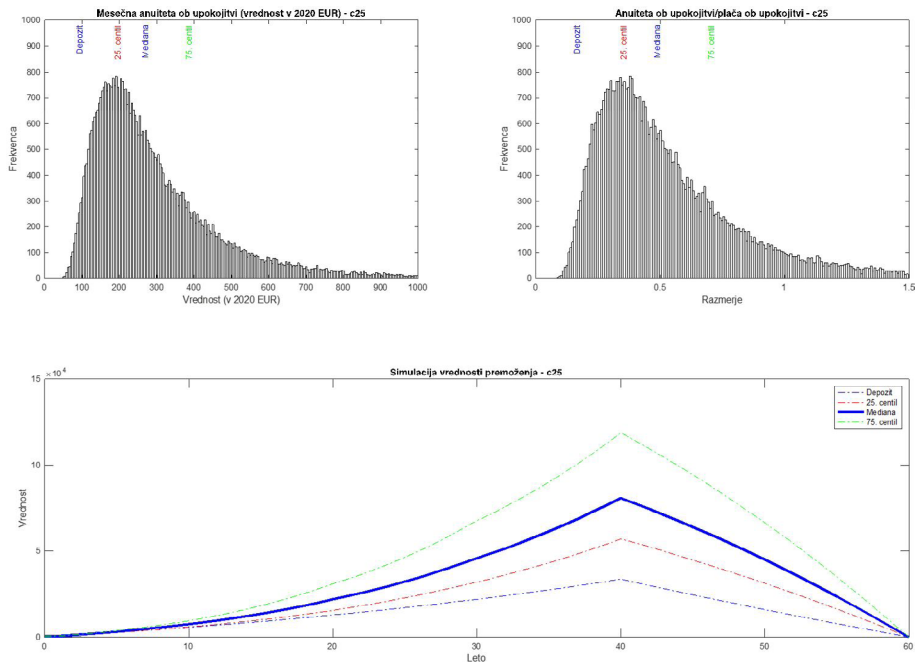 Mesečna anuiteta ob upokojitvi (vrednost v 2020 EUR) - c25
1000
900
800
700
600
500
400
300
200
100
0
Frekvenca
Depozit
25. centil
Mediana
75. centil
0 100 200 300 400 500 600 700 800 900 1000
Vrednost (v 2020 EUR)
Anuiteta ob upokojitvi/plača ob upokojitvi - c25
1000
900
800
700
600
500
400
300
200
100
0
Frekvenca
Depozit
25. centil
Mediana
75. centil
0 0.5 1 1.5
Razmerje
Simulacija vrednosti premoženja - c25
×10⁴
15
10
5
0
Vrednost
Depozit
25. centil
Mediana
75. centil
0 10 20 30 40 50 60
Leto